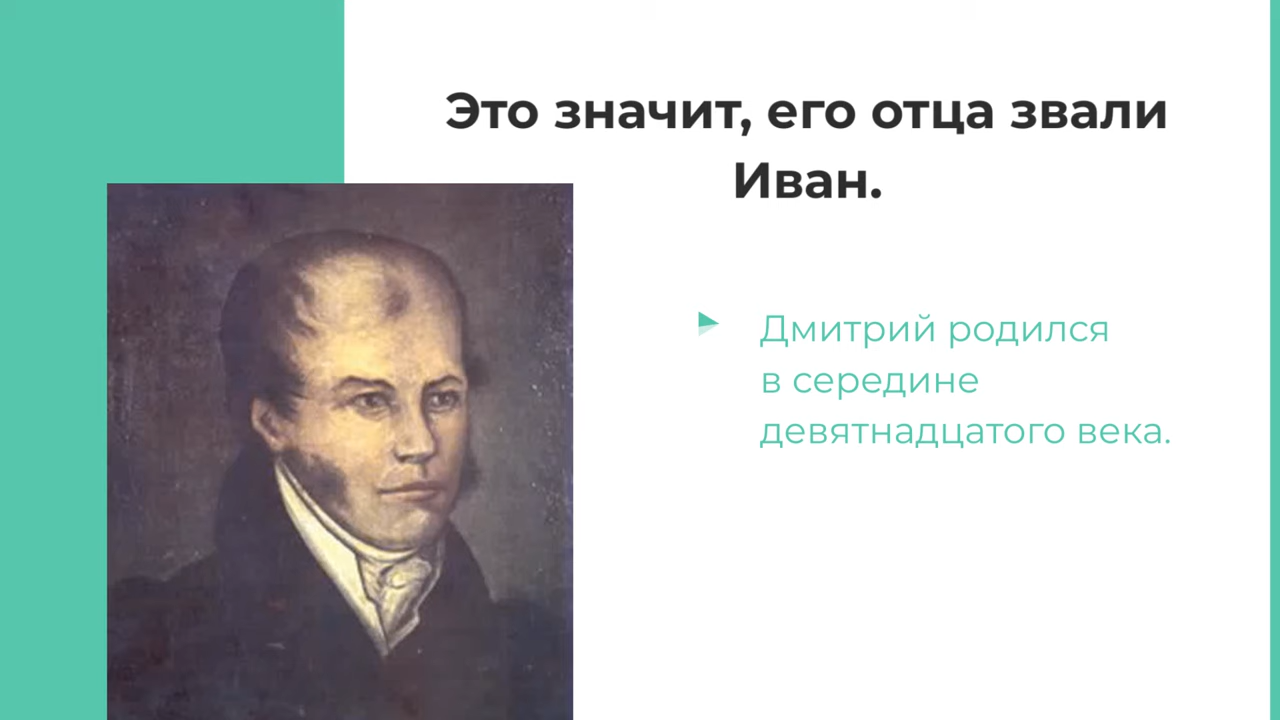 Это значит, его отца звали
Иван.
Дмитрий родился
в середине
девятнадцатого века.